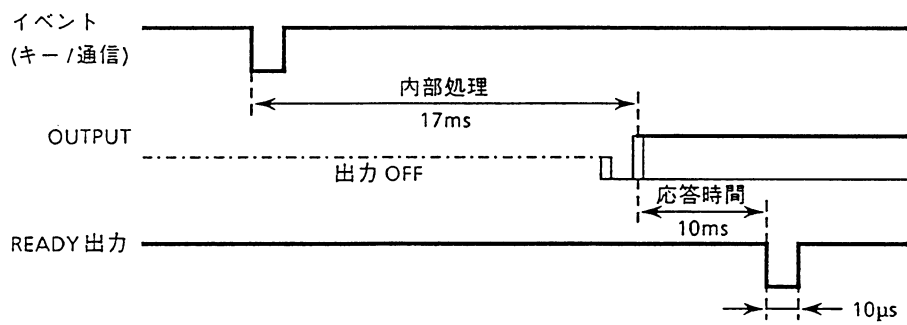 イベント
(キー/通信)
内部処理
17ms
OUTPUT
出力 OFF
応答時間
10ms
READY 出力
10μs